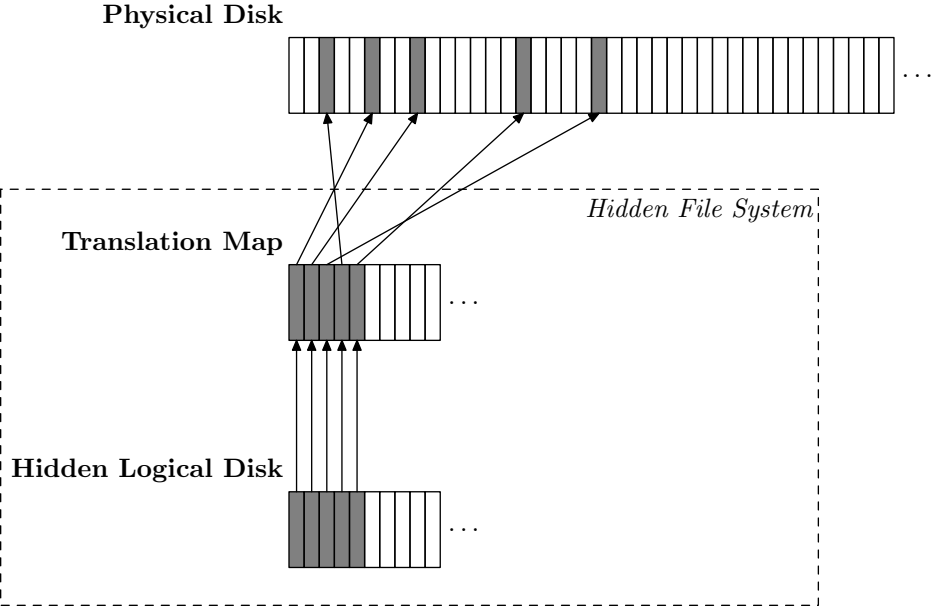 Physical Disk
...
Hidden File System
Translation Map
...
Hidden Logical Disk
...